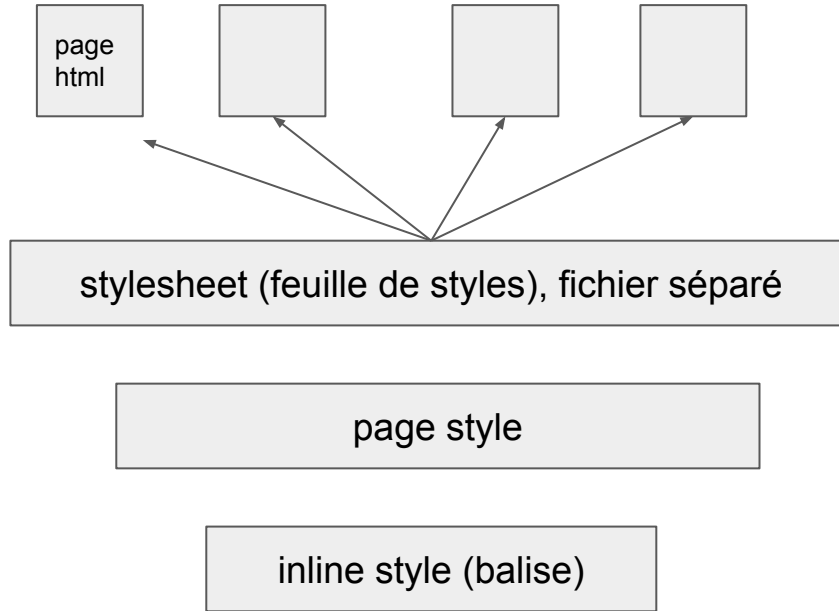 page
html
stylesheet (feuille de styles), fichier séparé
page style
inline style (balise)